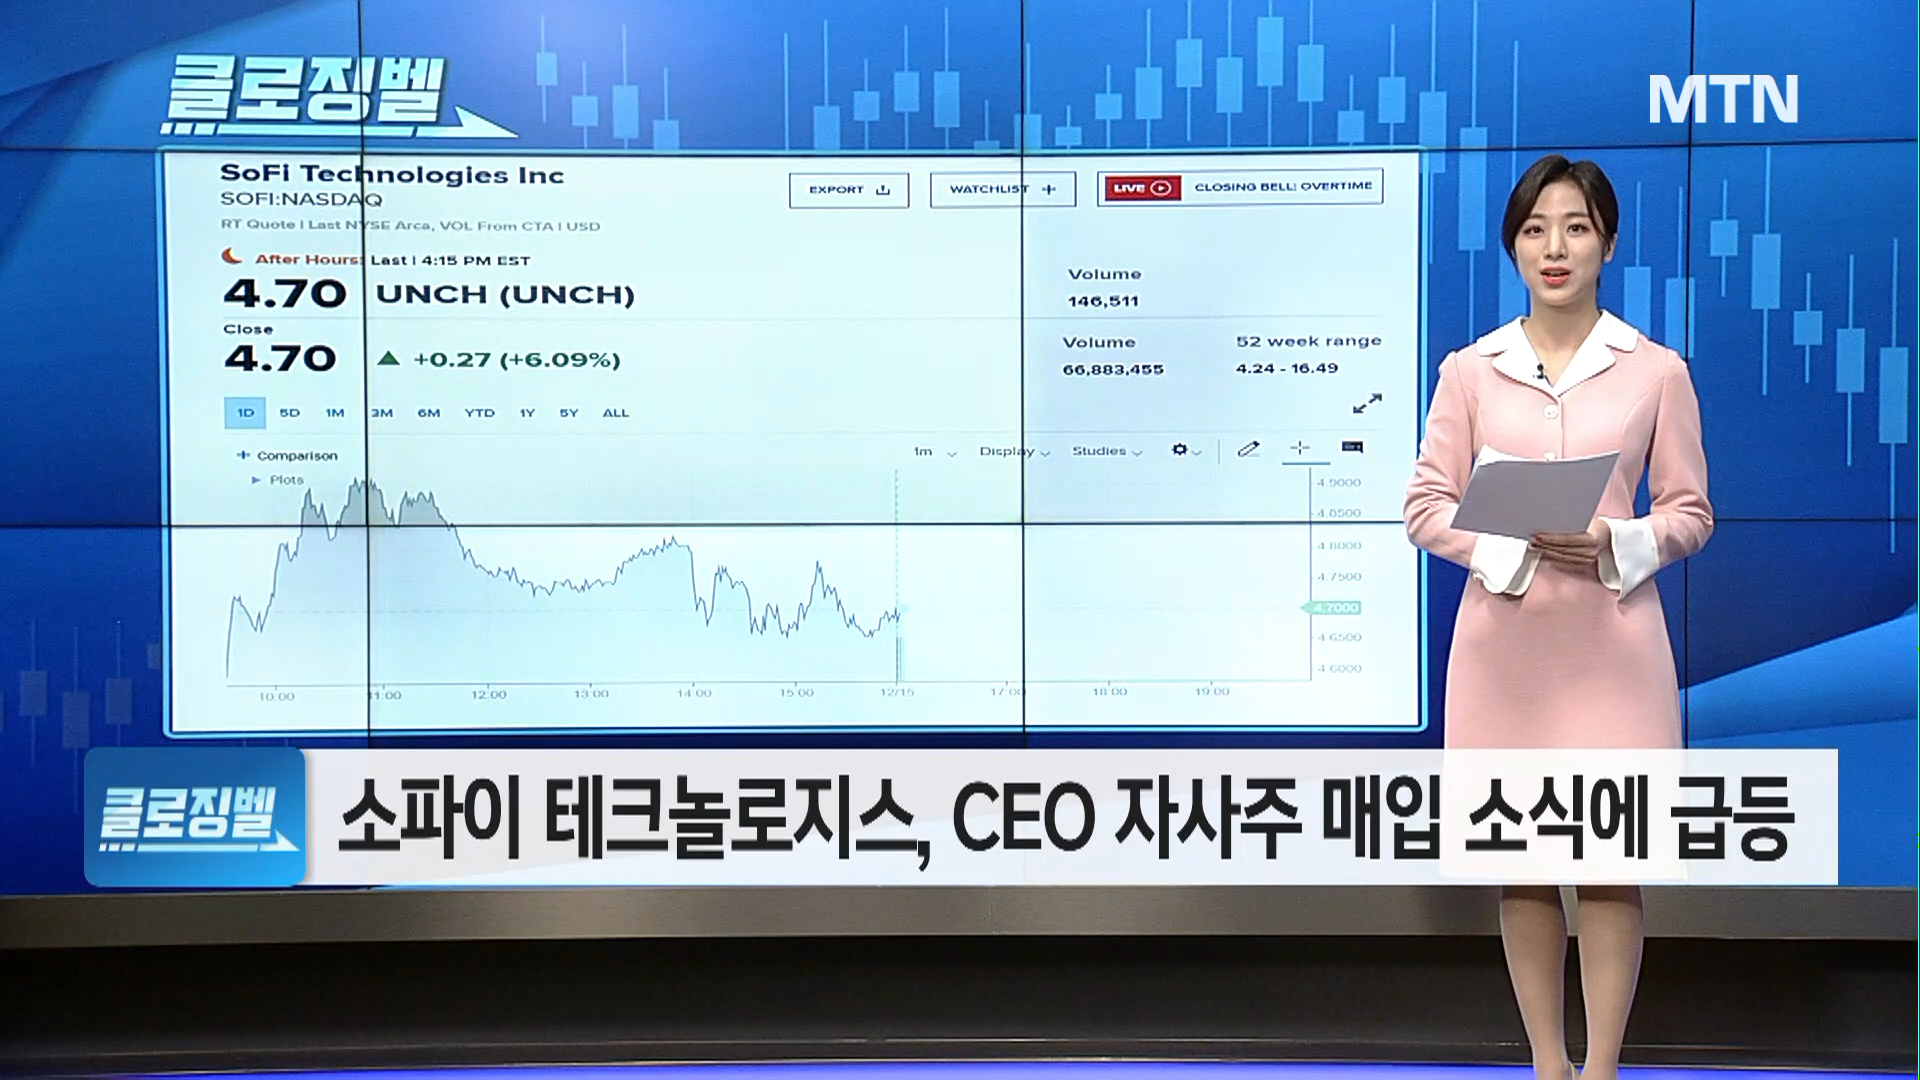 클로징벨
MTN
SoFi Technologies Inc
SOFI:NASDAQ
RT Quote | Last NYSE Arca, VOL From CTA | USD
EXPORT
WATCHLIST +
LIVE
CLOSING BELL: OVERTIME
After Hours: Last | 4:15 PM EST
4.70 UNCH (UNCH)
Volume
146,511
Close
4.70 ▲ +0.27 (+6.09%)
Volume
66,883,455
52 week range
4.24 - 16.49
1D 5D 1M 3M 6M YTD 1Y 5Y ALL
+ Comparison
1m Display Studies
▶ Plots
4.9000
4.8500
4.8000
4.7500
4.7000
4.6500
4.6000
10:00 11:00 12:00 13:00 14:00 15:00 12/15 17:00 18:00 19:00
클로징벨
소파이 테크놀로지스, CEO 자사주 매입 소식에 급등